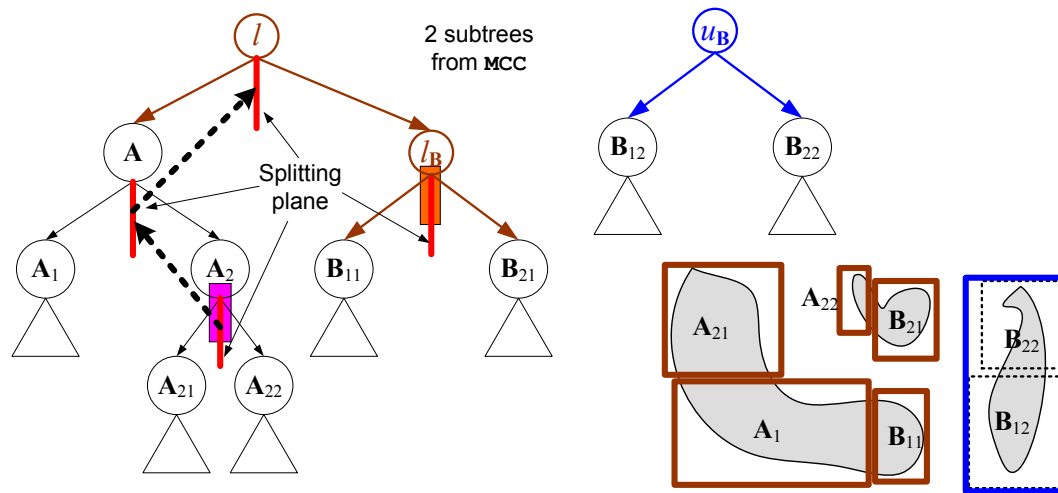 l
2 subtrees
from MCC
u_B
A
l_B
B₁₂
B₂₂
Splitting
plane
A₁
A₂
B₁₁
B₂₁
A₂₁
A₂₂
A₂₂
A₂₁
B₂₁
B₂₂
A₁
B₁₁
B₁₂